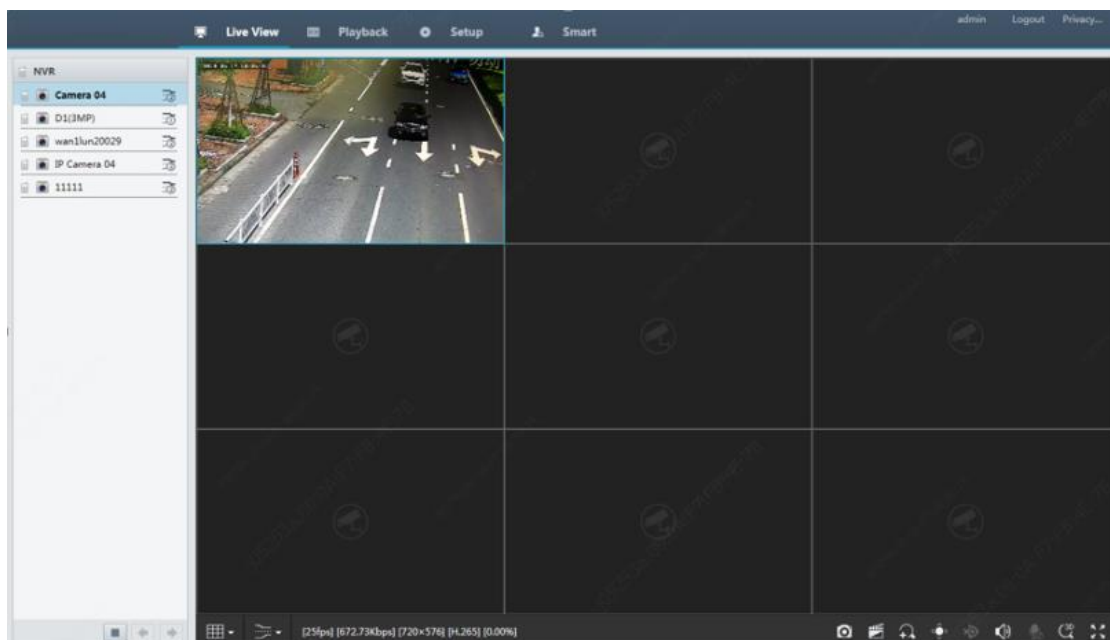 admin Logout Privacy...
Live View Playback Setup Smart
NVR
Camera 04
D1(3MP)
wan1lun20029
IP Camera 04
11111
[25fps] [672.73Kbps] [720×576] [H.265] [0.00%]